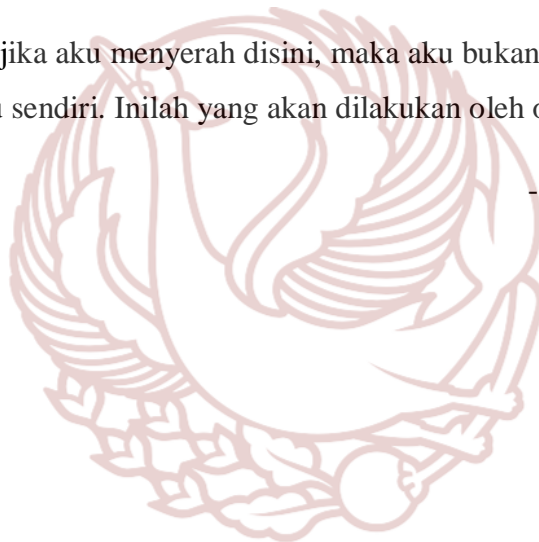 jika aku menyerah disini, maka aku bukan
sendiri. Inilah yang akan dilakukan oleh
-